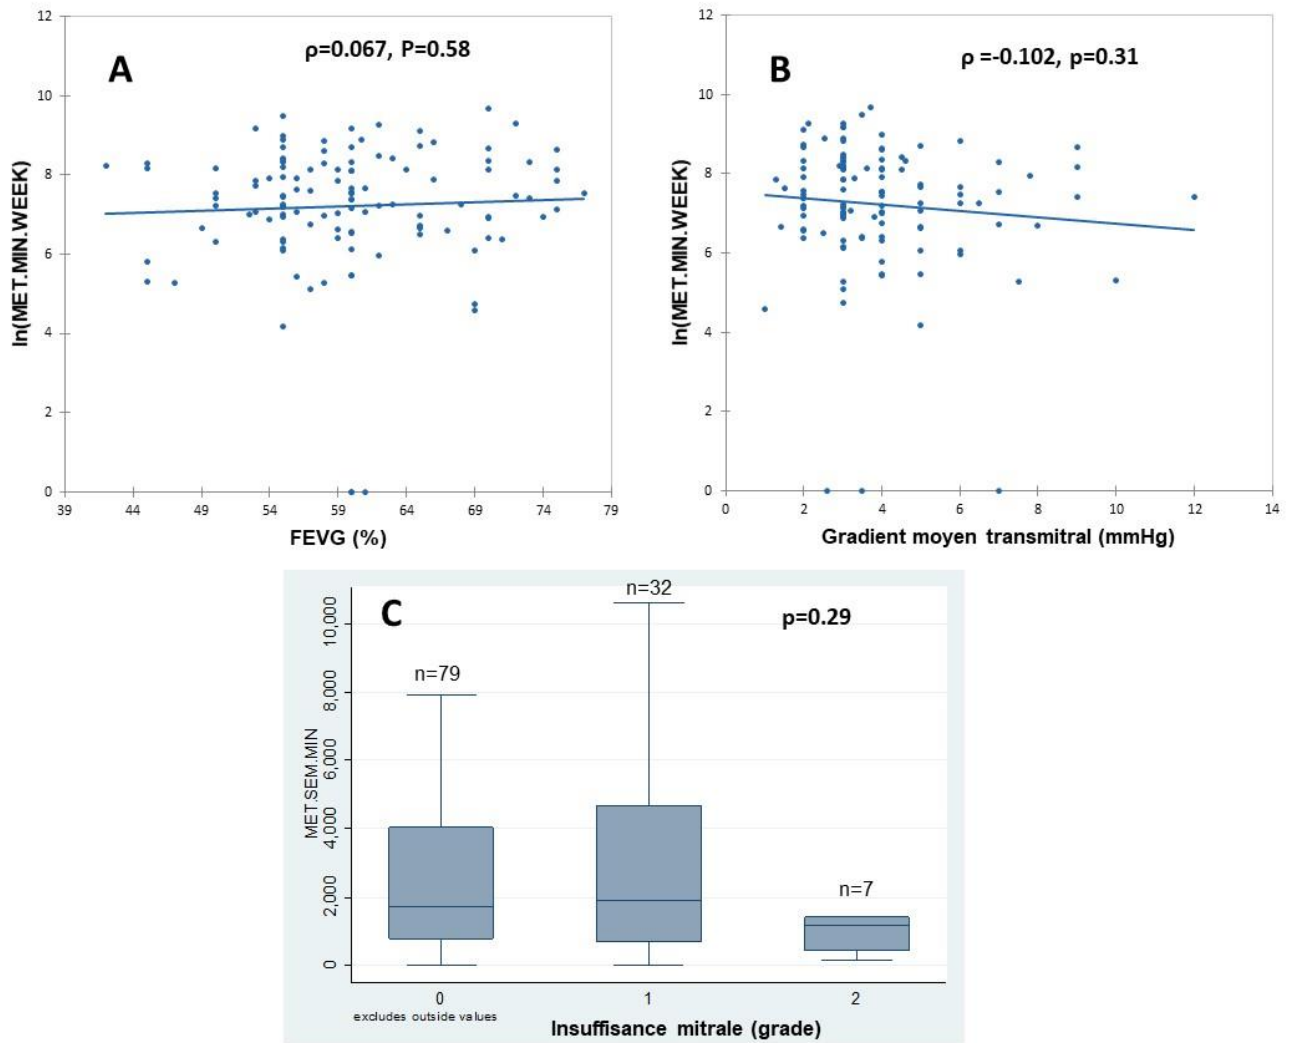 A
ρ=0.067, P=0.58
ln(MET.MIN.WEEK)
12
10
8
6
4
2
0
39 44 49 54 59 64 69 74 79
FEVG (%)
B
ρ =-0.102, p=0.31
ln(MET.MIN.WEEK)
12
10
8
6
4
2
0
0 2 4 6 8 10 12 14
Gradient moyen transmitral (mmHg)
C
p=0.29
n=79
n=32
n=7
MET.SEM.MIN
10,000
8,000
6,000
4,000
2,000
0
0 1 2
excludes outside values
Insuffisance mitrale (grade)